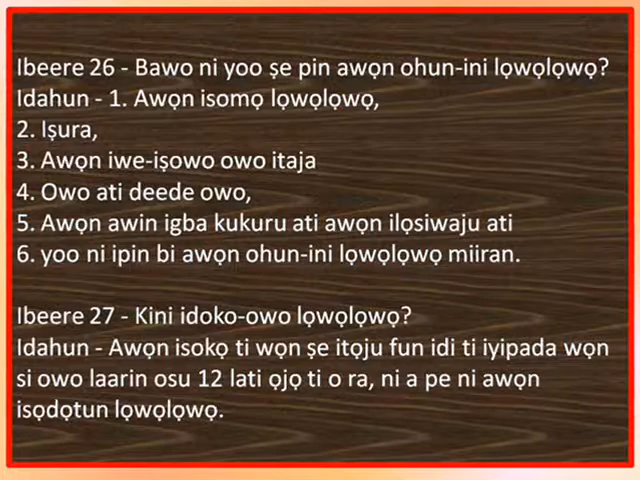 Ibeere 26 - Bawo ni yoo ṣe pin awọn ohun-ini lọwọlọwọ?
Idahun - 1. Awọn isomọ lọwọlọwọ,
2. Iṣura,
3. Awọn iwe-iṣowo owo itaja
4. Owo ati deede owo,
5. Awọn awin igba kukuru ati awọn ilọsiwaju ati
6. yoo ni ipin bi awọn ohun-ini lọwọlọwọ miiran.
Ibeere 27 - Kini idoko-owo lọwọlọwọ?
Idahun - Awọn isokọ ti wọn ṣe itọju fun idi ti iyipada wọn
si owo laarin osu 12 lati ọjọ ti o ra, ni a pe ni awọn
isọdọtun lọwọlọwọ.